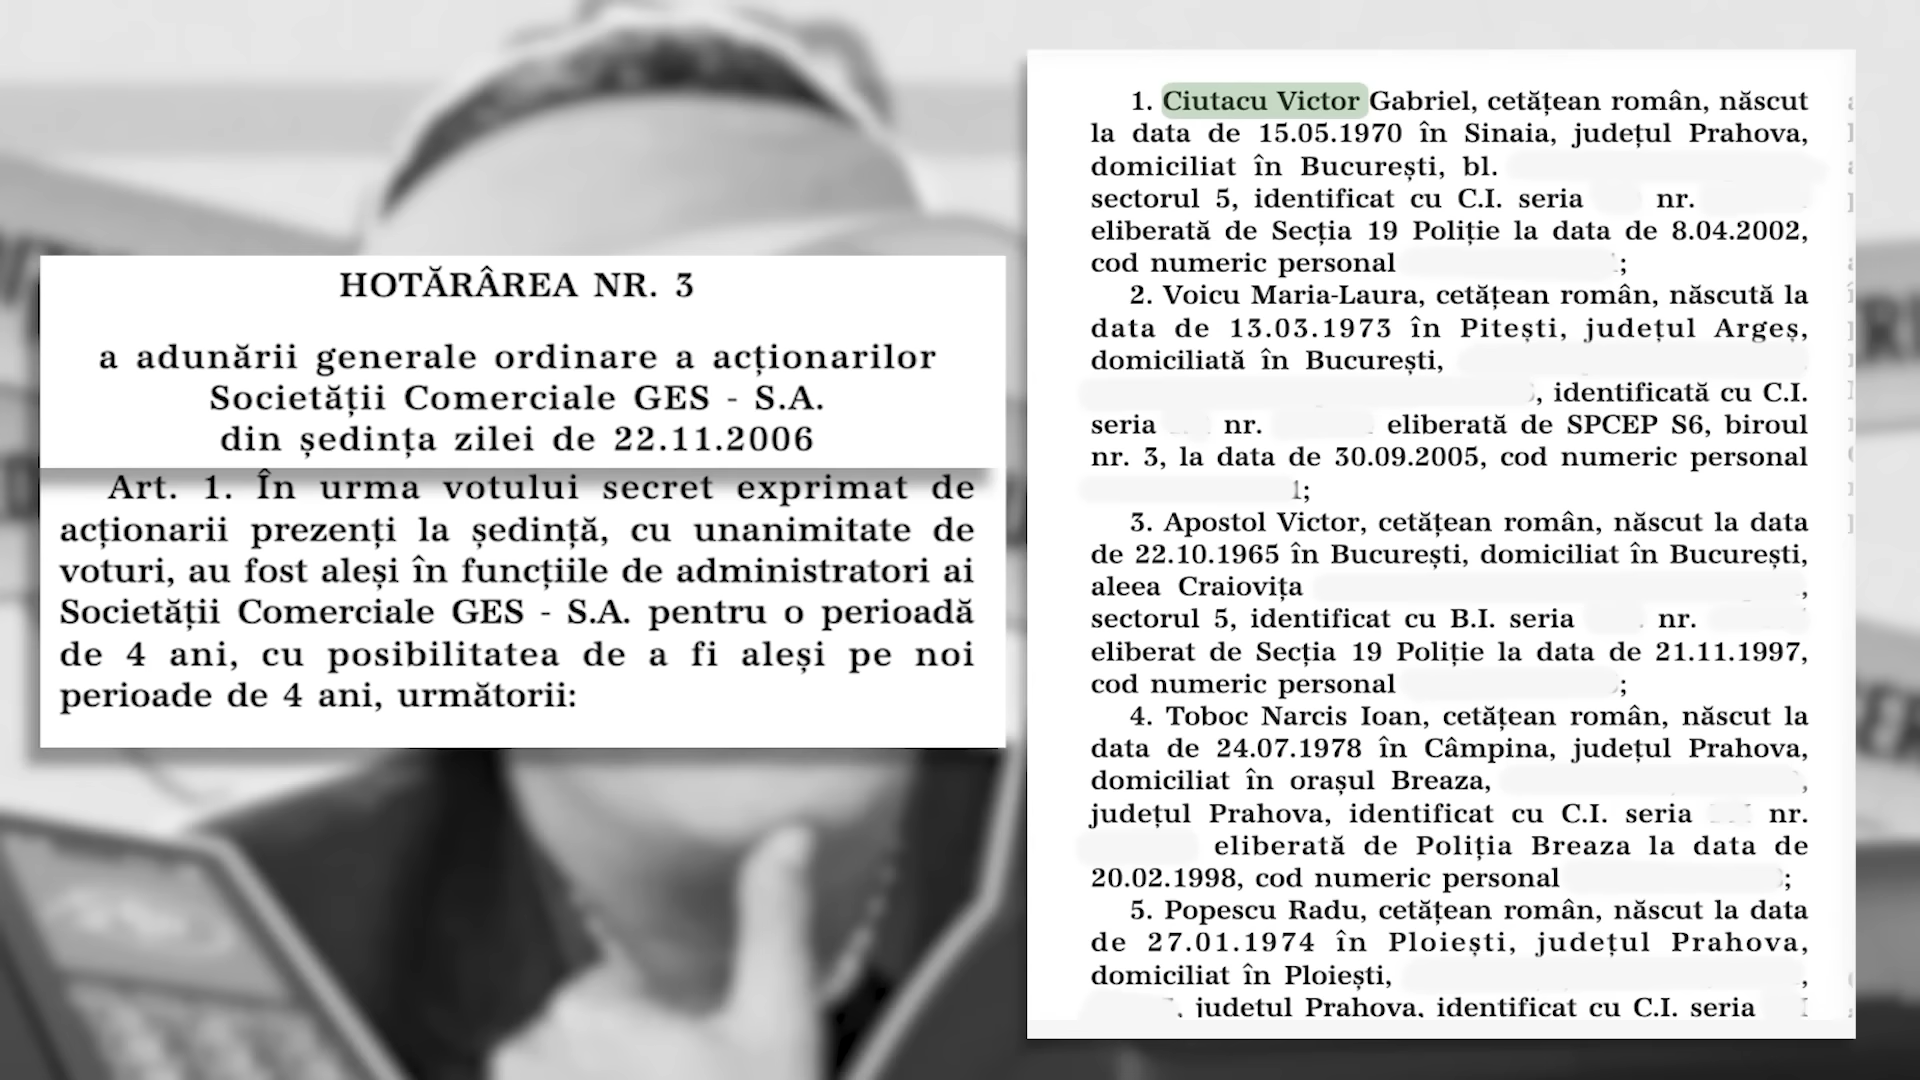 HOTĂRÂREA NR. 3
a adunării generale ordinare a acționarilor
Societății Comerciale GES - S.A.
din ședința zilei de 22.11.2006
Art. 1. În urma votului secret exprimat de
acționarii prezenți la ședință, cu unanimitate de
voturi, au fost aleși în funcțiile de administratori ai
Societății Comerciale GES - S.A. pentru o perioadă
de 4 ani, cu posibilitatea de a fi aleși pe noi
perioade de 4 ani, următorii:
1. Ciutacu Victor Gabriel, cetățean român, născut
la data de 15.05.1970 în Sinaia, județul Prahova,
domiciliat în București, bl.
sectorul 5, identificat cu C.I. seria nr.
eliberată de Secția 19 Poliție la data de 8.04.2002,
cod numeric personal ;
2. Voicu Maria-Laura, cetățean român, născută la
data de 13.03.1973 în Pitești, județul Argeș,
domiciliată în București,
, identificată cu C.I.
seria nr. eliberată de SPCEP S6, biroul
nr. 3, la data de 30.09.2005, cod numeric personal
1;
3. Apostol Victor, cetățean român, născut la data
de 22.10.1965 în București, domiciliat în București,
aleea Craiovița ,
sectorul 5, identificat cu B.I. seria nr.
eliberat de Secția 19 Poliție la data de 21.11.1997,
cod numeric personal ;
4. Toboc Narcis Ioan, cetățean român, născut la
data de 24.07.1978 în Câmpina, județul Prahova,
domiciliat în orașul Breaza, ,
județul Prahova, identificat cu C.I. seria nr.
eliberată de Poliția Breaza la data de
20.02.1998, cod numeric personal ;
5. Popescu Radu, cetățean român, născut la data
de 27.01.1974 în Ploiești, județul Prahova,
domiciliat în Ploiești, ,
, județul Prahova, identificat cu C.I. seria